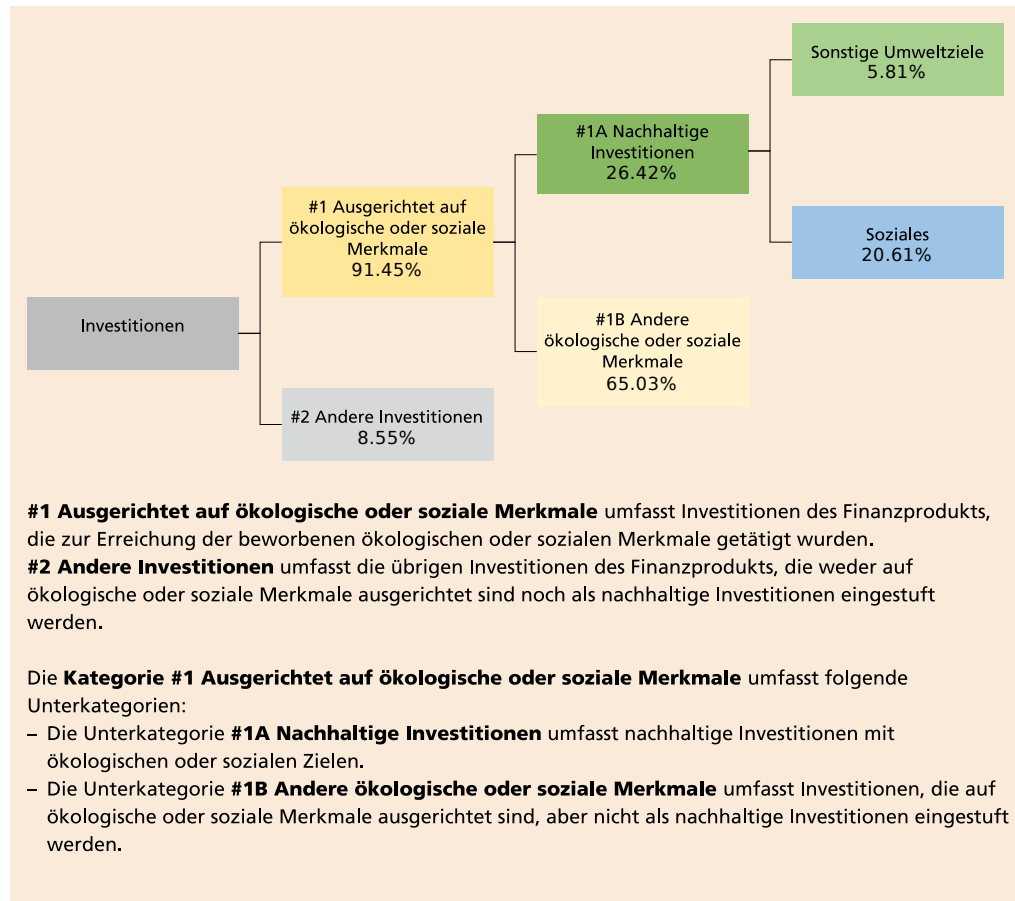 Sonstige Umweltziele
5.81%
#1A Nachhaltige
Investitionen
26.42%
#1 Ausgerichtet auf
ökologische oder soziale
Merkmale
91.45%
Soziales
20.61%
Investitionen
#1B Andere
ökologische oder soziale
Merkmale
65.03%
#2 Andere Investitionen
8.55%
#1 Ausgerichtet auf ökologische oder soziale Merkmale umfasst Investitionen des Finanzprodukts,
die zur Erreichung der beworbenen ökologischen oder sozialen Merkmale getätigt wurden.
#2 Andere Investitionen umfasst die übrigen Investitionen des Finanzprodukts, die weder auf
ökologische oder soziale Merkmale ausgerichtet sind noch als nachhaltige Investitionen eingestuft
werden.
Die Kategorie #1 Ausgerichtet auf ökologische oder soziale Merkmale umfasst folgende
Unterkategorien:
– Die Unterkategorie #1A Nachhaltige Investitionen umfasst nachhaltige Investitionen mit
ökologischen oder sozialen Zielen.
– Die Unterkategorie #1B Andere ökologische oder soziale Merkmale umfasst Investitionen, die auf
ökologische oder soziale Merkmale ausgerichtet sind, aber nicht als nachhaltige Investitionen eingestuft
werden.